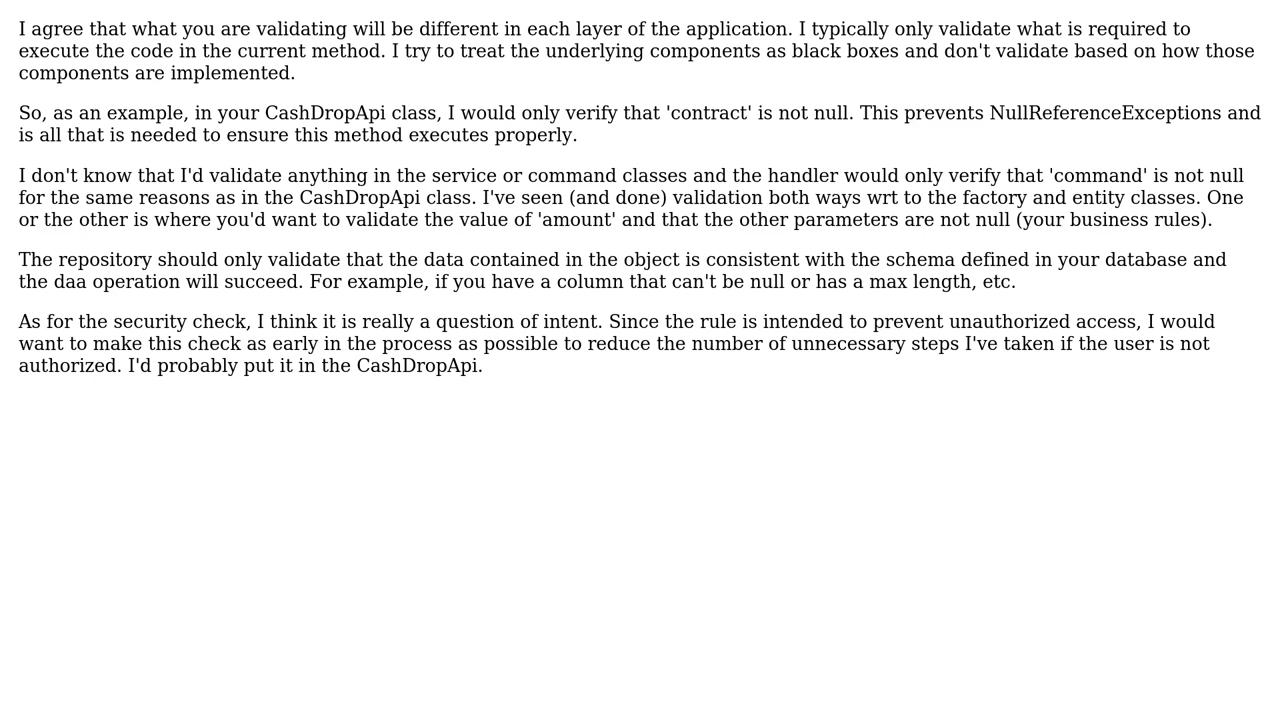 I agree that what you are validating will be different in each layer of the application. I typically only validate what is required to
execute the code in the current method. I try to treat the underlying components as black boxes and don't validate based on how those
components are implemented.
So, as an example, in your CashDropApi class, I would only verify that 'contract' is not null. This prevents NullReferenceExceptions and
is all that is needed to ensure this method executes properly.
I don't know that I'd validate anything in the service or command classes and the handler would only verify that 'command' is not null
for the same reasons as in the CashDropApi class. I've seen (and done) validation both ways wrt to the factory and entity classes. One
or the other is where you'd want to validate the value of 'amount' and that the other parameters are not null (your business rules).
The repository should only validate that the data contained in the object is consistent with the schema defined in your database and
the daa operation will succeed. For example, if you have a column that can't be null or has a max length, etc.
As for the security check, I think it is really a question of intent. Since the rule is intended to prevent unauthorized access, I would
want to make this check as early in the process as possible to reduce the number of unnecessary steps I've taken if the user is not
authorized. I'd probably put it in the CashDropApi.